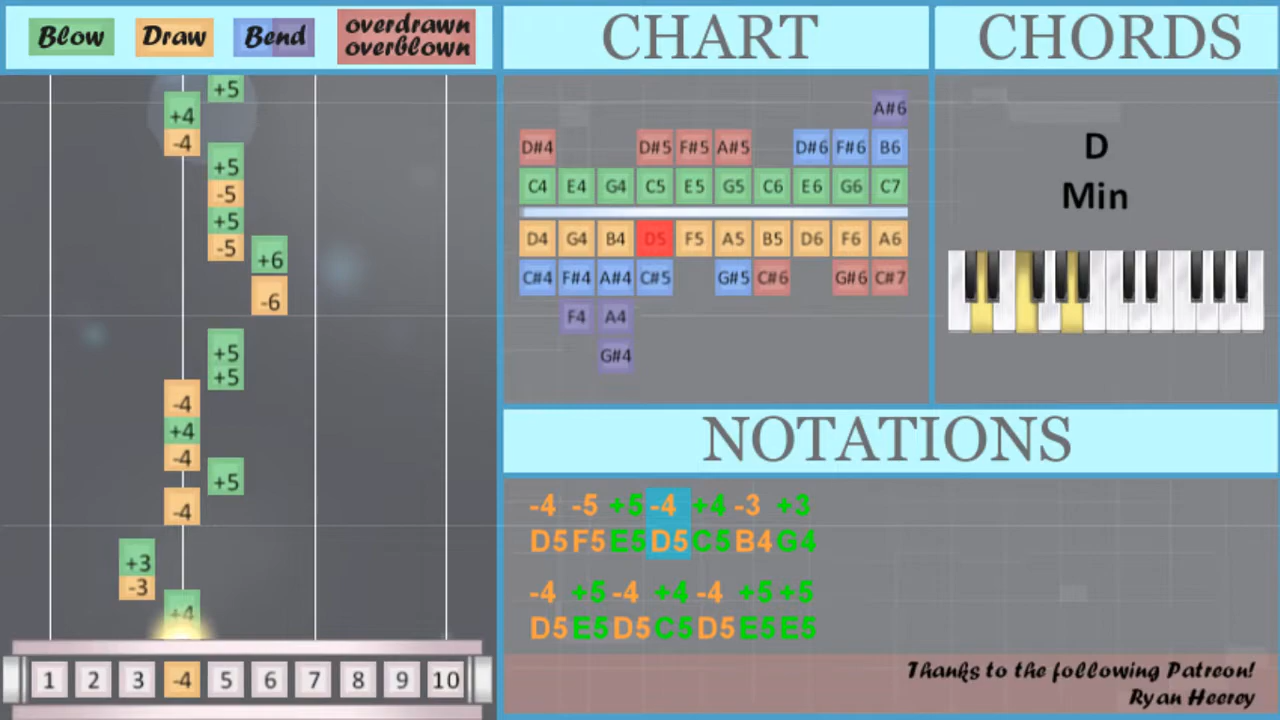 Blow Draw Bend overdrawn
overblown
+5
+4
-4
+5
-5
+5
-5
+6
-6
+5
+5
-4
+4
-4
+5
-4
+3
-3
+4
1 2 3 -4 5 6 7 8 9 10
CHART
A#6
D#4 D#5 F#5 A#5 D#6 F#6 B6
C4 E4 G4 C5 E5 G5 C6 E6 G6 C7
D4 G4 B4 D5 F5 A5 B5 D6 F6 A6
C#4 F#4 A#4 C#5 G#5 C#6 G#6 C#7
F4 A4
G#4
CHORDS
D
Min
NOTATIONS
-4 -5 +5 -4 +4 -3 +3
D5 F5 E5 D5 C5 B4 G4
-4 +5 -4 +4 -4 +5 +5
D5 E5 D5 C5 D5 E5 E5
Thanks to the following Patreon!
Ryan Heerey